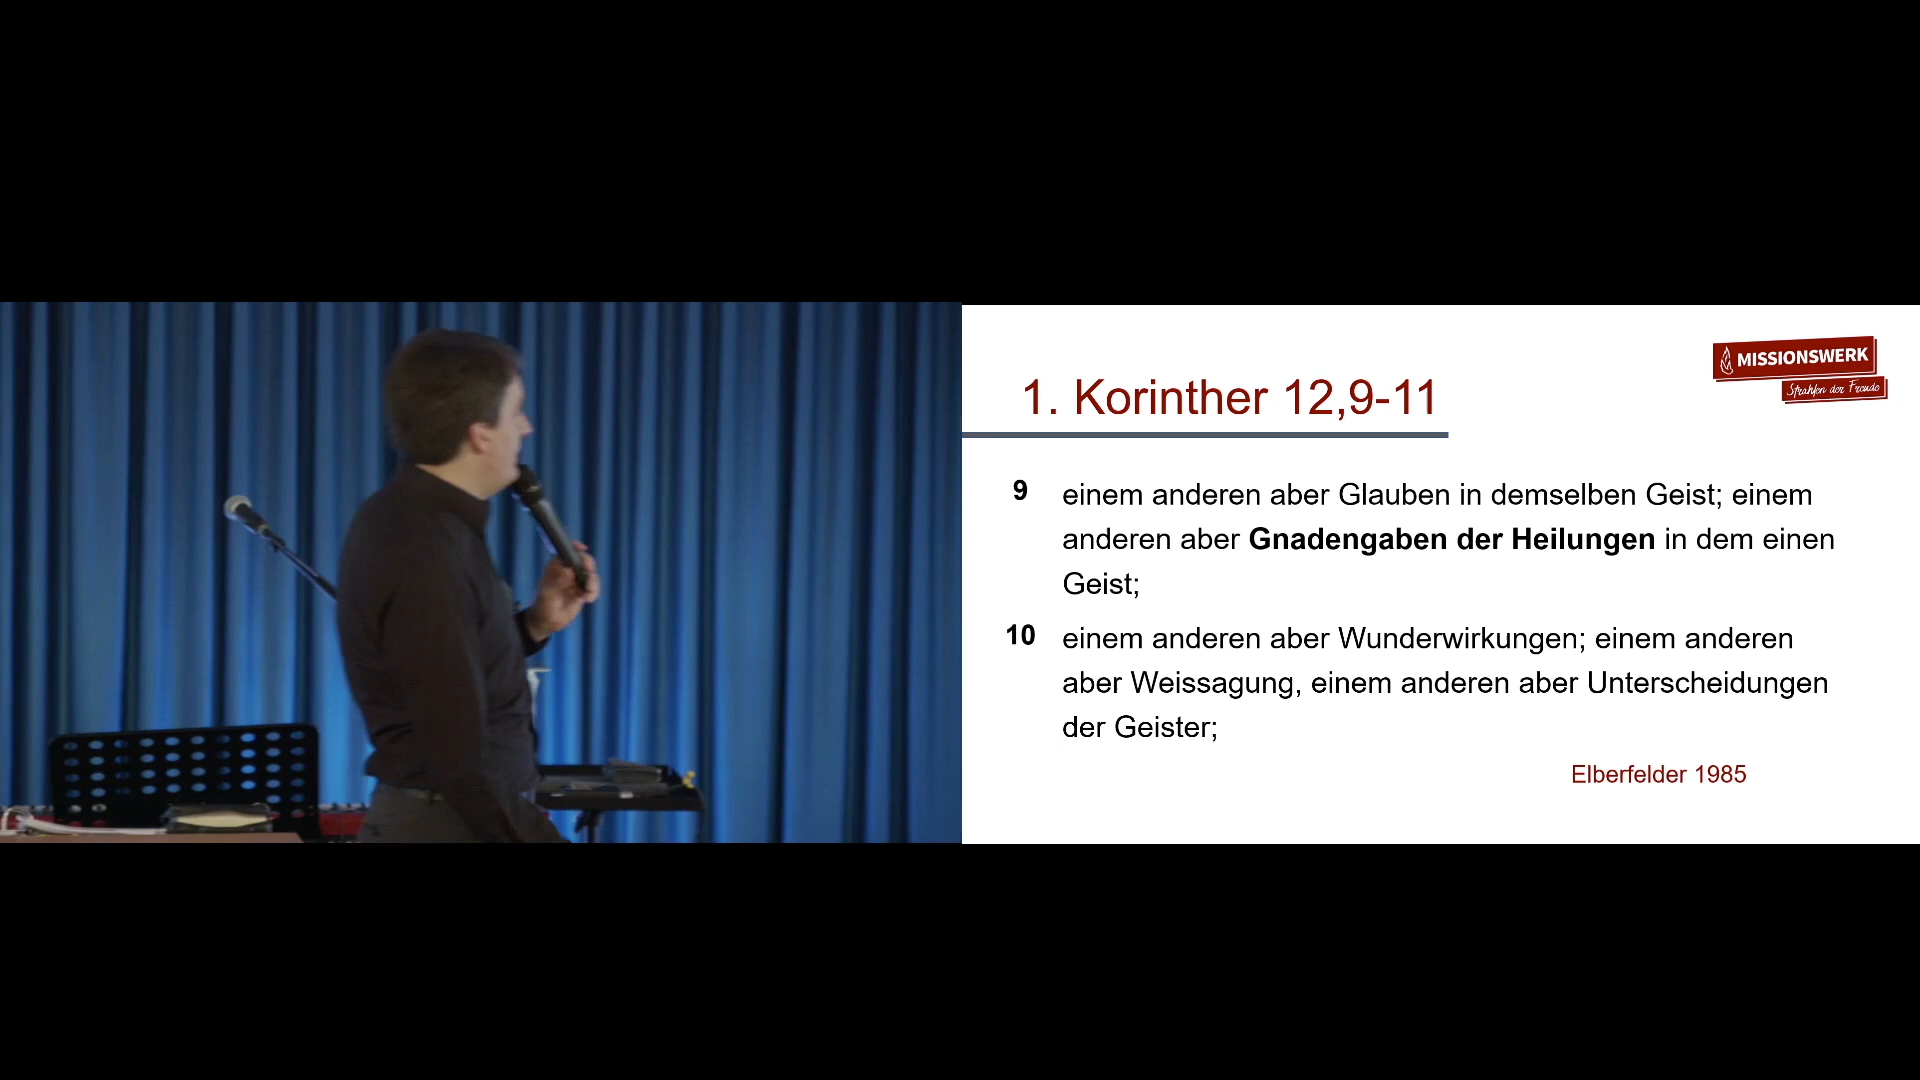 MISSIONSWERK
Strahlen der Freude
1. Korinther 12,9-11
9 einem anderen aber Glauben in demselben Geist; einem
anderen aber Gnadengaben der Heilungen in dem einen
Geist;
10 einem anderen aber Wunderwirkungen; einem anderen
aber Weissagung, einem anderen aber Unterscheidungen
der Geister;
Elberfelder 1985